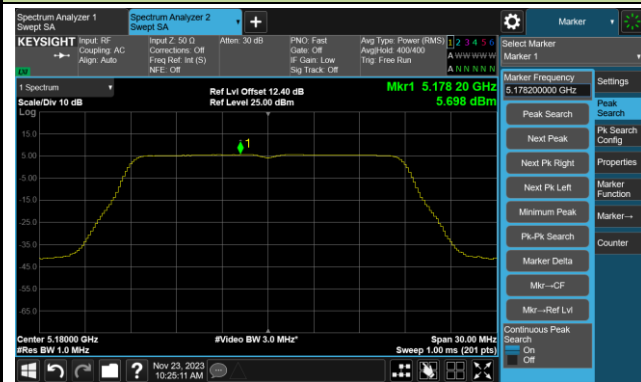 Spectrum Analyzer 1
Swept SA
Spectrum Analyzer 2
Swept SA
Marker
KEYSIGHT
Input: RF
Coupling: AC
Align: Auto
Input Z: 50 Ω
Corrections: Off
Freq Ref: Int (S)
NFE: Off
Atten: 30 dB
PNO: Fast
Gate: Off
IF Gain: Low
Sig Track: Off
Avg Type: Power (RMS)
Avg|Hold: 400/400
Trig: Free Run
1 2 3 4 5 6
A W W W W W
A N N N N N
LV
Select Marker
Marker 1
1 Spectrum
Scale/Div 10 dB
Log
Ref Lvl Offset 12.40 dB
Ref Level 25.00 dBm
Mkr1 5.178 20 GHz
5.698 dBm
15.0
5.00
-5.00
-15.0
-25.0
-35.0
-45.0
-55.0
-65.0
1
Center 5.18000 GHz
#Res BW 1.0 MHz
#Video BW 3.0 MHz*
Span 30.00 MHz
Sweep 1.00 ms (201 pts)
Marker Frequency
5.178200000 GHz
Peak Search
Next Peak
Next Pk Right
Next Pk Left
Minimum Peak
Pk-Pk Search
Marker Delta
Mkr→CF
Mkr→Ref Lvl
Continuous Peak
Search
On
Off
Settings
Peak
Search
Pk Search
Config
Properties
Marker
Function
Marker→
Counter
Nov 23, 2023
10:25:11 AM